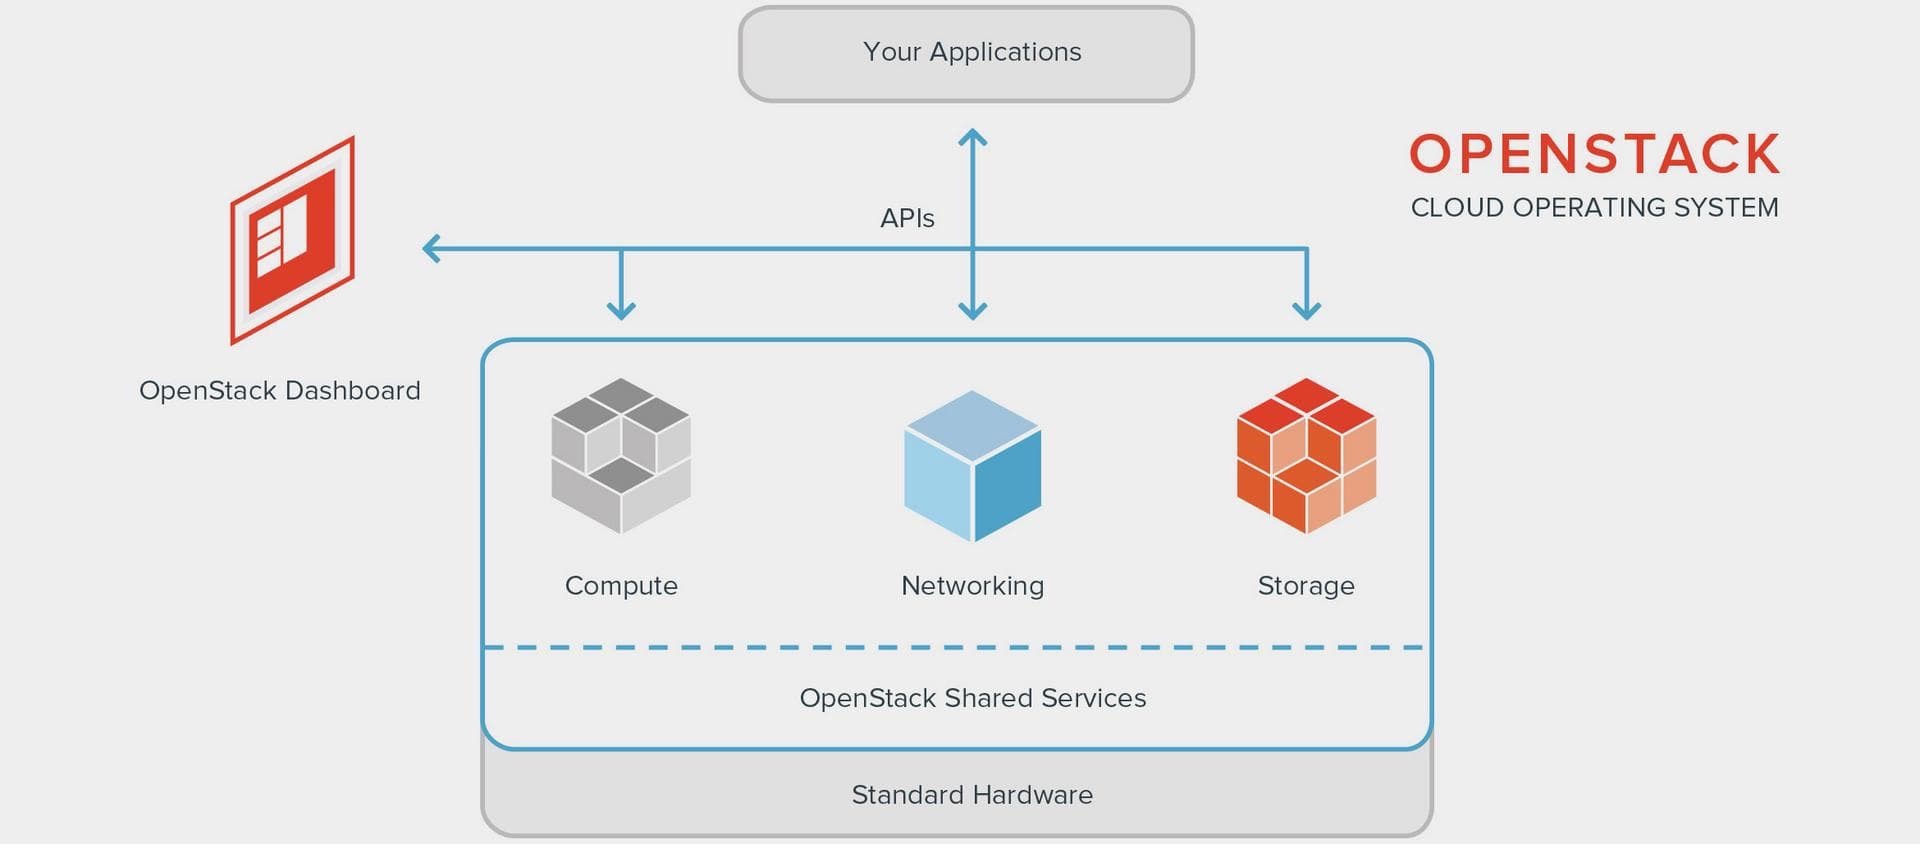 Your Applications
OPENSTACK
CLOUD OPERATING SYSTEM
APIs
OpenStack Dashboard
Compute
Networking
Storage
OpenStack Shared Services
Standard Hardware